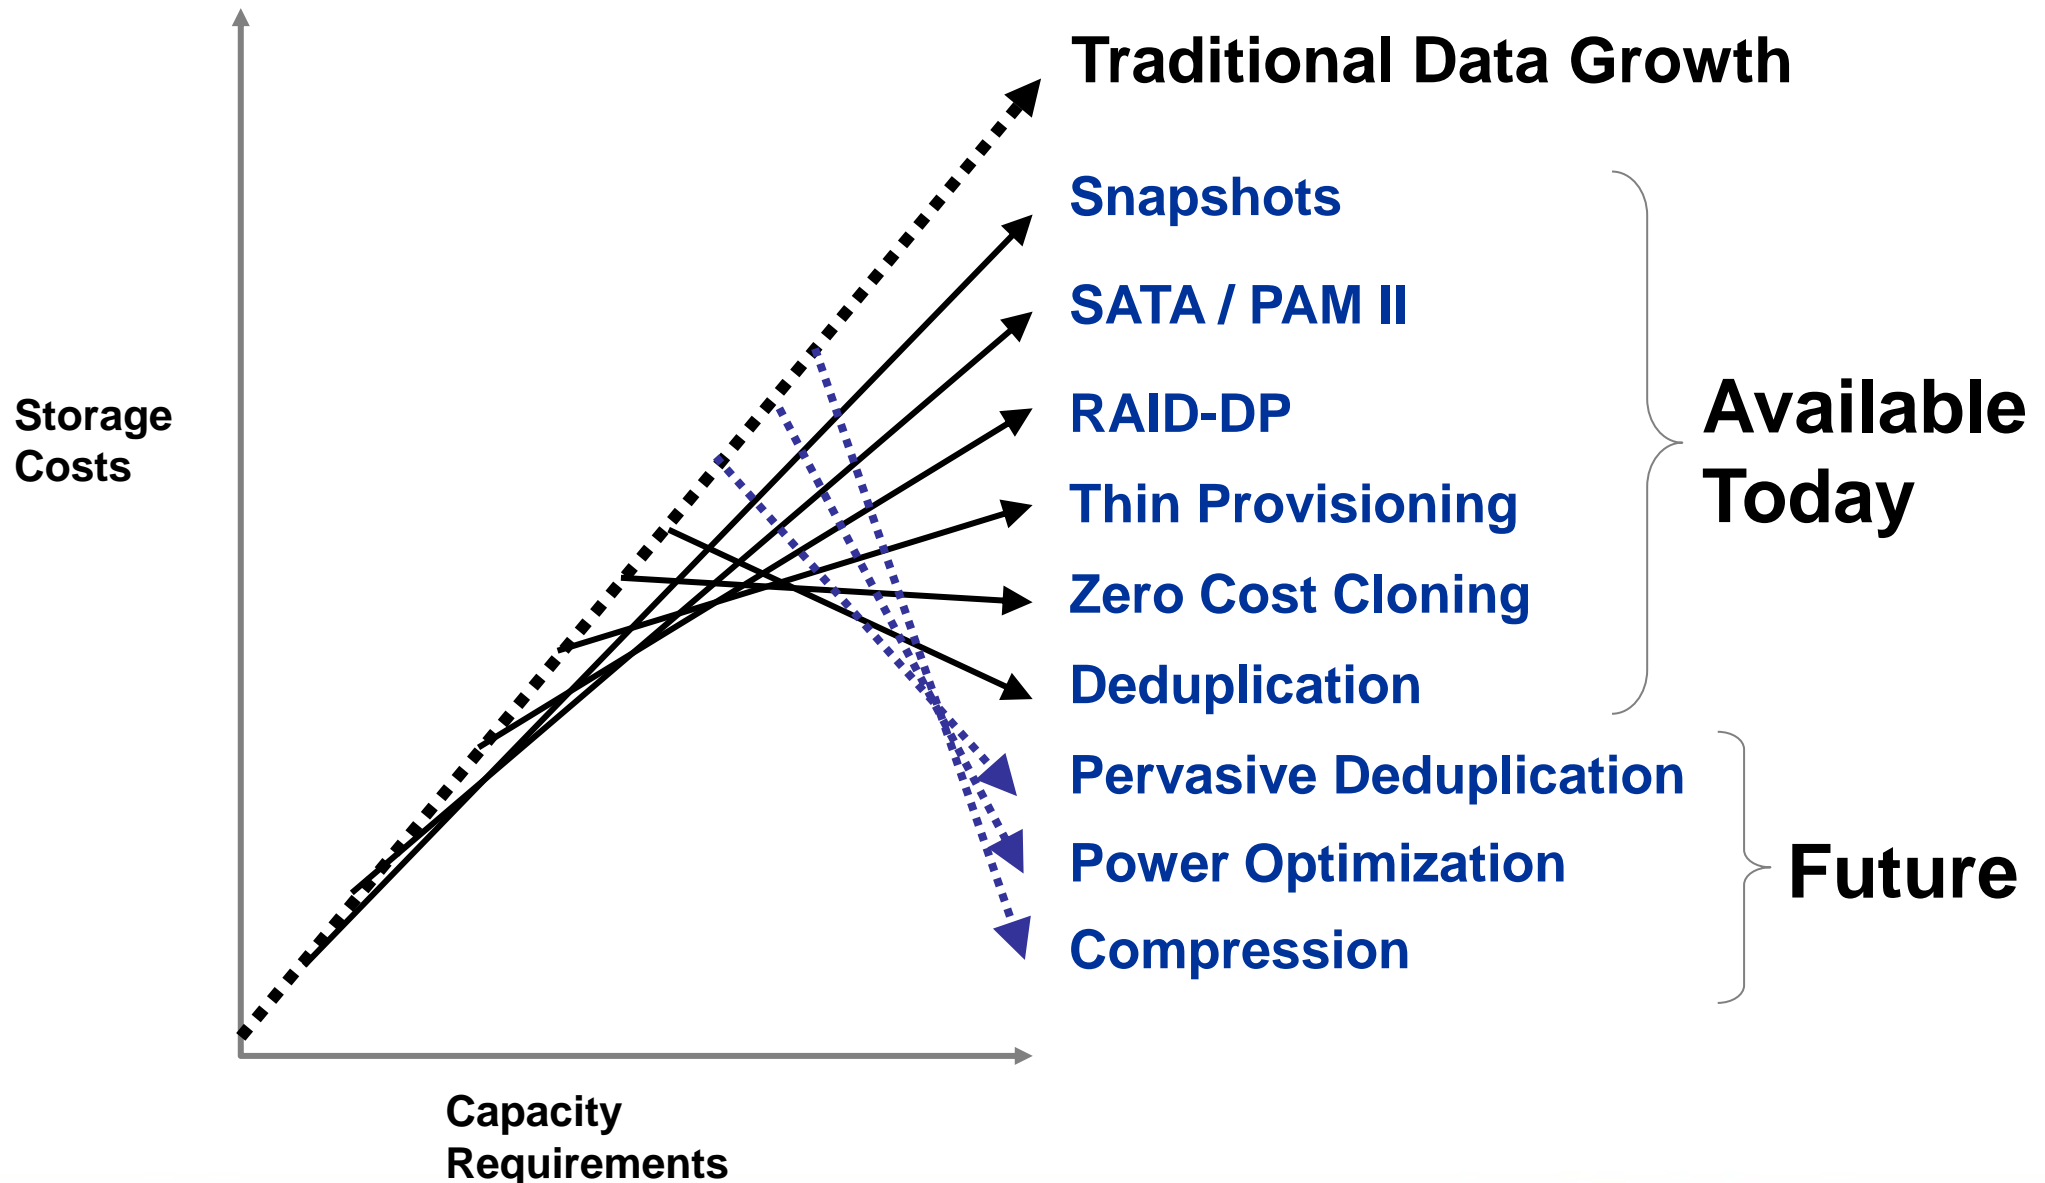 Traditional Data Growth
Snapshots
SATA / PAM II
RAID-DP
Thin Provisioning
Zero Cost Cloning
Deduplication
Pervasive Deduplication
Power Optimization
Compression
Available
Today
Future
Storage
Costs
Capacity
Requirements